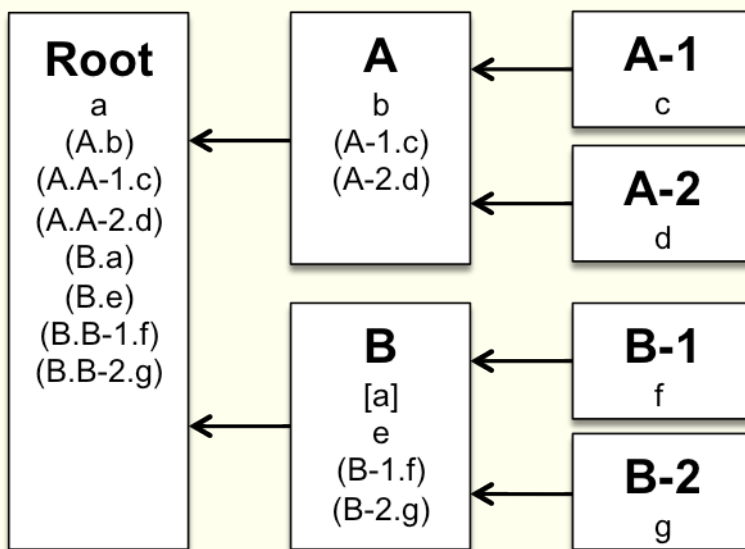 Root
a
(A.b)
(A.A-1.c)
(A.A-2.d)
(B.a)
(B.e)
(B.B-1.f)
(B.B-2.g)
A
b
(A-1.c)
(A-2.d)
A-1
c
A-2
d
B
[a]
e
(B-1.f)
(B-2.g)
B-1
f
B-2
g